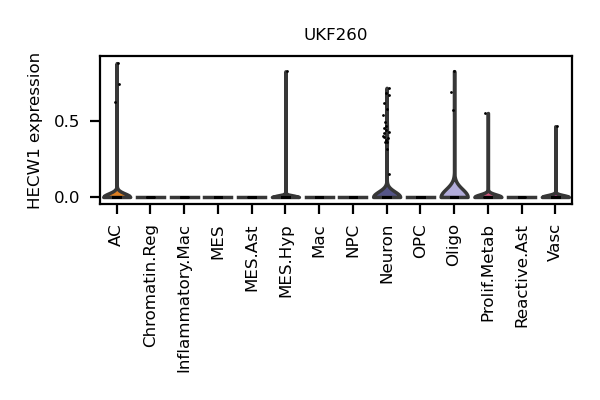 UKF260
HECW1 expression
0.5
0.0
AC
Chromatin.Reg
Inflammatory.Mac
MES
MES.Ast
MES.Hyp
Mac
NPC
Neuron
OPC
Oligo
Prolif.Metab
Reactive.Ast
Vasc